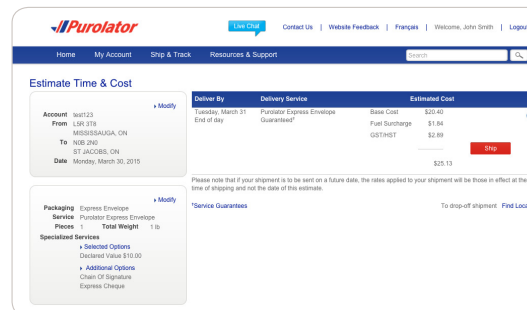 Purolator
Live Chat Contact Us | Website Feedback | Français | Welcome, John Smith | Logout
Home My Account Ship & Track Resources & Support Search
Estimate Time & Cost
Modify
Account test123
From L5R 3T8
MISSISSAUGA, ON
To N0B 2N0
ST JACOBS, ON
Date Monday, March 30, 2015
Deliver By Delivery Service Estimated Cost
Tuesday, March 31 Purolator Express Envelope Base Cost $20.40
End of day Guaranteed† Fuel Surcharge $1.84
GST/HST $2.89
Ship
$25.13
Please note that if your shipment is to be sent on a future date, the rates applied to your shipment will be those in effect at the
time of shipping and not the date of this estimate.
†Service Guarantees To drop-off shipment Find Loca
Modify
Packaging Express Envelope
Service Purolator Express Envelope
Pieces 1 Total Weight 1 lb
Specialized Services
Selected Options
Declared Value $10.00
Additional Options
Chain Of Signature
Express Cheque